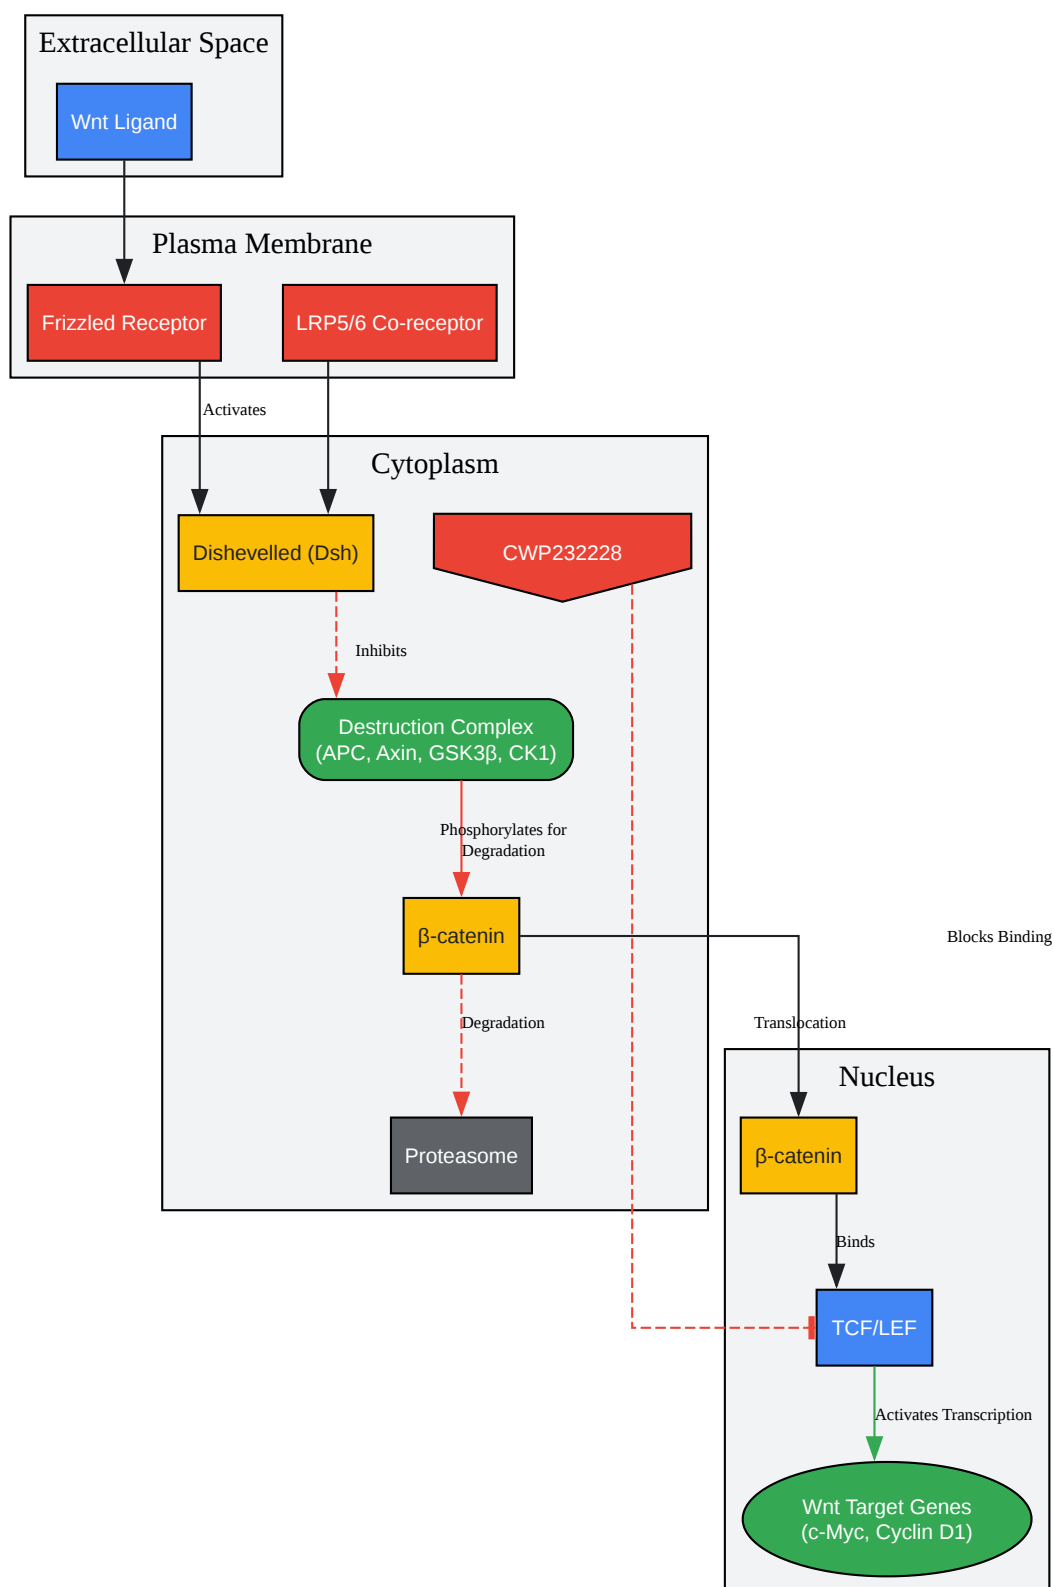 Extracellular Space
Wnt Ligand
Plasma Membrane
Frizzled Receptor
LRP5/6 Co-receptor
Activates
Cytoplasm
Dishevelled (Dsh)
CWP232228
Inhibits
Destruction Complex
(APC, Axin, GSK3β, CK1)
Phosphorylates for
Degradation
β-catenin
Blocks Binding
Degradation
Translocation
Nucleus
Proteasome
β-catenin
Binds
TCF/LEF
Activates Transcription
Wnt Target Genes
(c-Myc, Cyclin D1)